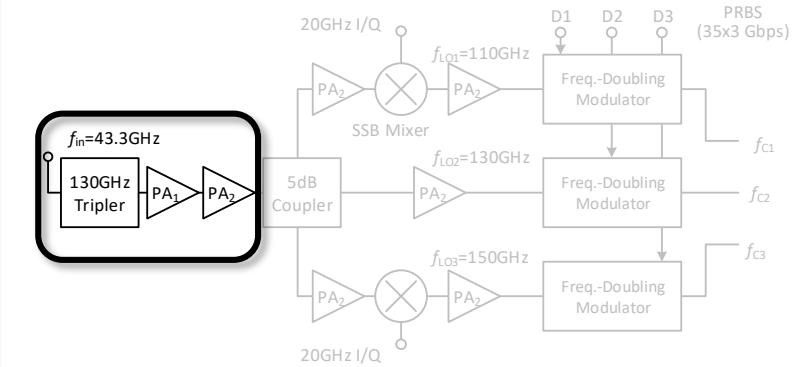 20GHz I/Q
D1
D2
D3
PRBS
(35x3 Gbps)
PA2
SSB Mixer
fLO1=110GHz
PA2
Freq.-Doubling
Modulator
fC1
fin=43.3GHz
130GHz
Tripler
PA1
PA2
5dB
Coupler
fLO2=130GHz
PA2
Freq.-Doubling
Modulator
fC2
PA2
fLO3=150GHz
PA2
Freq.-Doubling
Modulator
fC3
20GHz I/Q